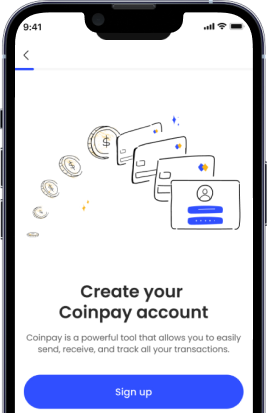 9:41
Create your
Coinpay account
Coinpay is a powerful tool that allows you to easily
send, receive, and track all your transactions.
Sign up